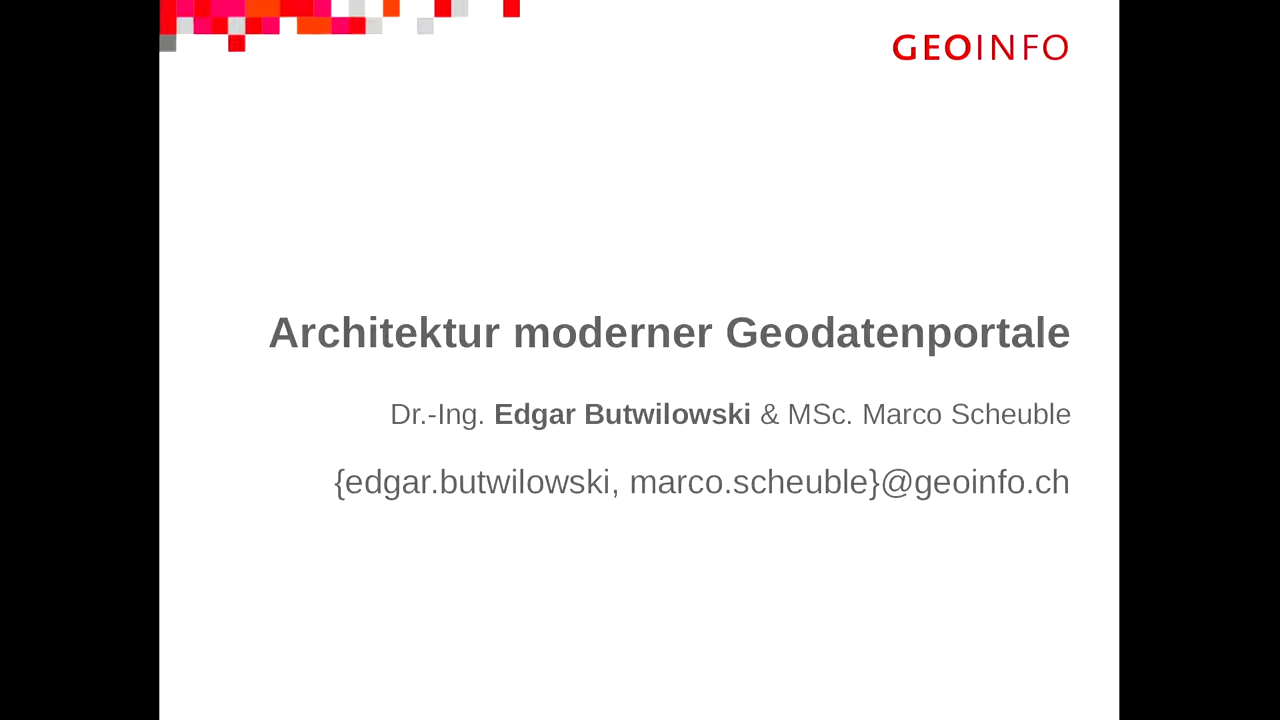 GEOINFO
Architektur moderner Geodatenportale
Dr.-Ing. Edgar Butwilowski & MSc. Marco Scheuble
{edgar.butwilowski, marco.scheuble}@geoinfo.ch